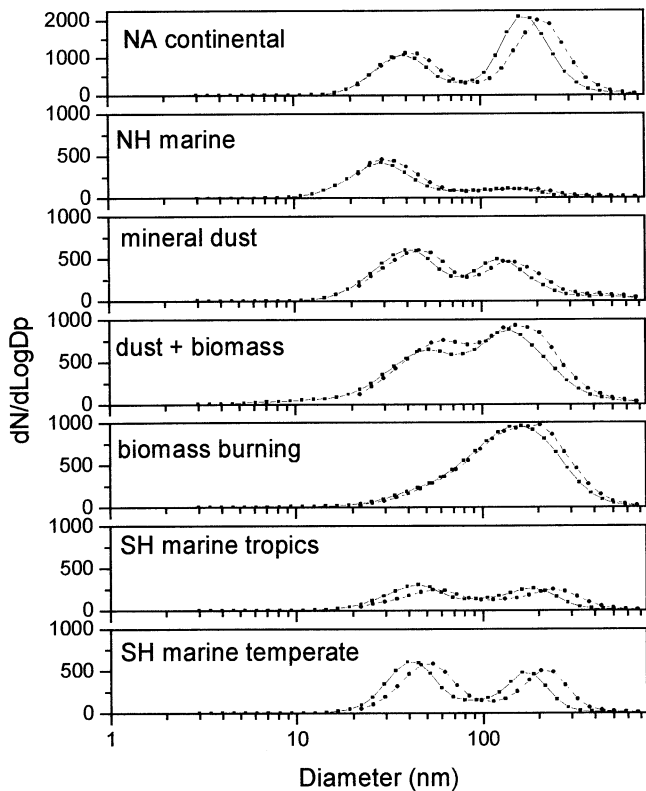 2000
NA continental
1000
0
1000
NH marine
500
0
1000
mineral dust
500
0
1000
dust + biomass
500
0
1000
biomass burning
500
0
1000
SH marine tropics
500
0
1000
SH marine temperate
500
0
dN/dLogDp
1 10 100
Diameter (nm)